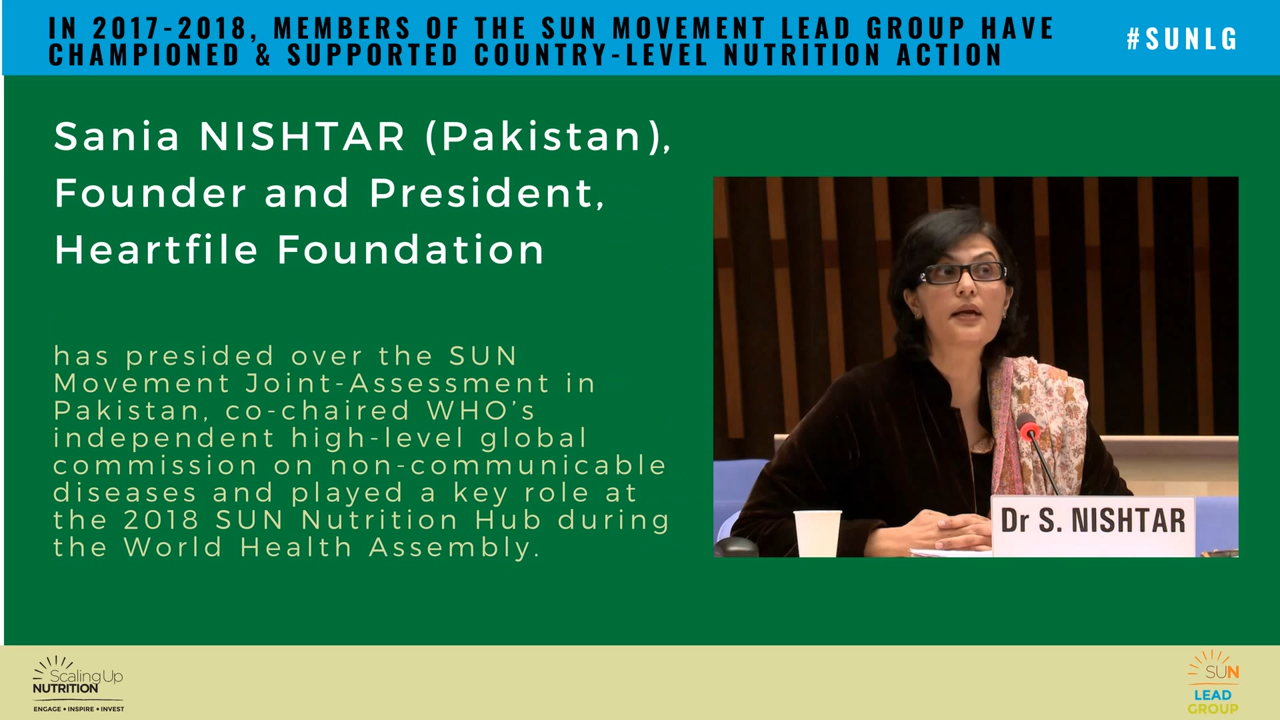 IN 2017-2018, MEMBERS OF THE SUN MOVEMENT LEAD GROUP HAVE
CHAMPIONED & SUPPORTED COUNTRY-LEVEL NUTRITION ACTION
#SUNLG
Sania NISHTAR (Pakistan),
Founder and President,
Heartfile Foundation
has presided over the SUN
Movement Joint-Assessment in
Pakistan, co-chaired WHO’s
independent high-level global
commission on non-communicable
diseases and played a key role at
the 2018 SUN Nutrition Hub during
the World Health Assembly.
Dr S. NISHTAR
Scaling Up
NUTRITION
ENGAGE • INSPIRE • INVEST
SUN
LEAD
GROUP